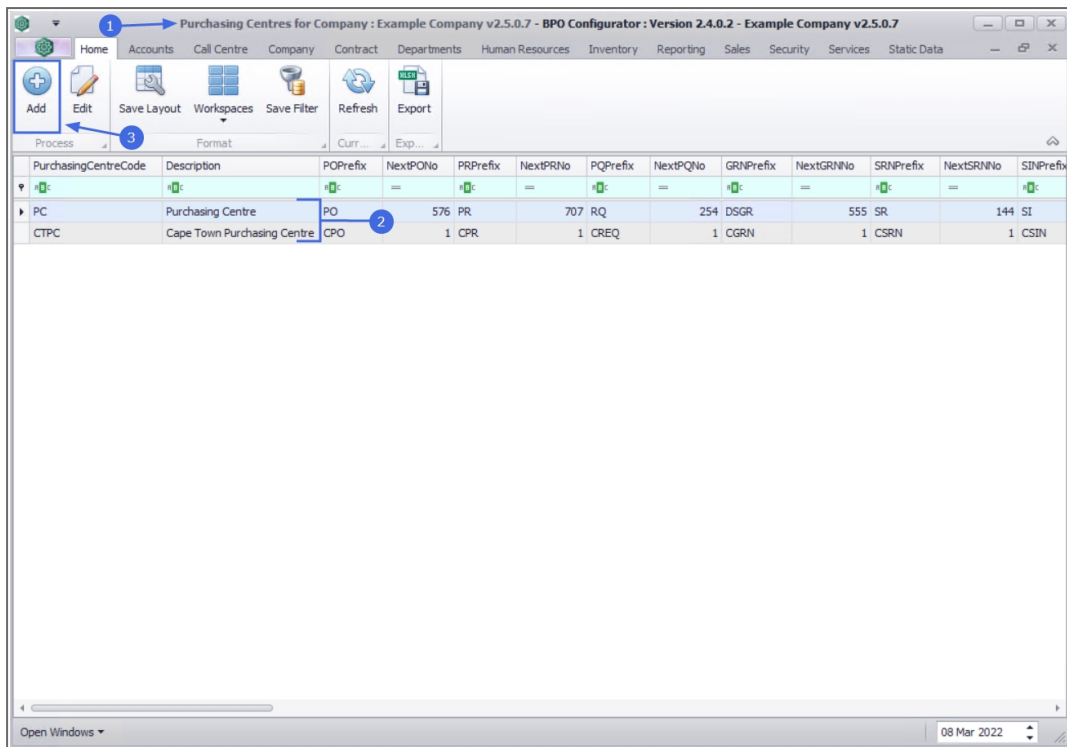 1
Purchasing Centres for Company : Example Company v2.5.0.7 - BPO Configurator : Version 2.4.0.2 - Example Company v2.5.0.7
Home Accounts Call Centre Company Contract Departments Human Resources Inventory Reporting Sales Security Services Static Data
XLSX
Add Edit Save Layout Workspaces Save Filter Refresh Export
3
Process Format Curr... Exp...
PurchasingCentreCode Description POPrefix NextPONo PRPrefix NextPRNo PQPrefix NextPQNo GRNPrefix NextGRNNo SRNPrefix NextSRNNo SINPrefix
PC Purchasing Centre PO 576 PR 707 RQ 254 DSGR 555 SR 144 SI
2
CTPC Cape Town Purchasing Centre CPO 1 CPR 1 CREQ 1 CGRN 1 CSRN 1 CSIN
Open Windows 08 Mar 2022